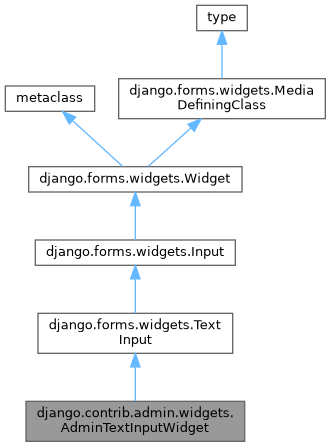 type
django.forms.widgets.Media
DefiningClass
metaclass
django.forms.widgets.Widget
django.forms.widgets.Input
django.forms.widgets.Text
Input
django.contrib.admin.widgets.
AdminTextInputWidget